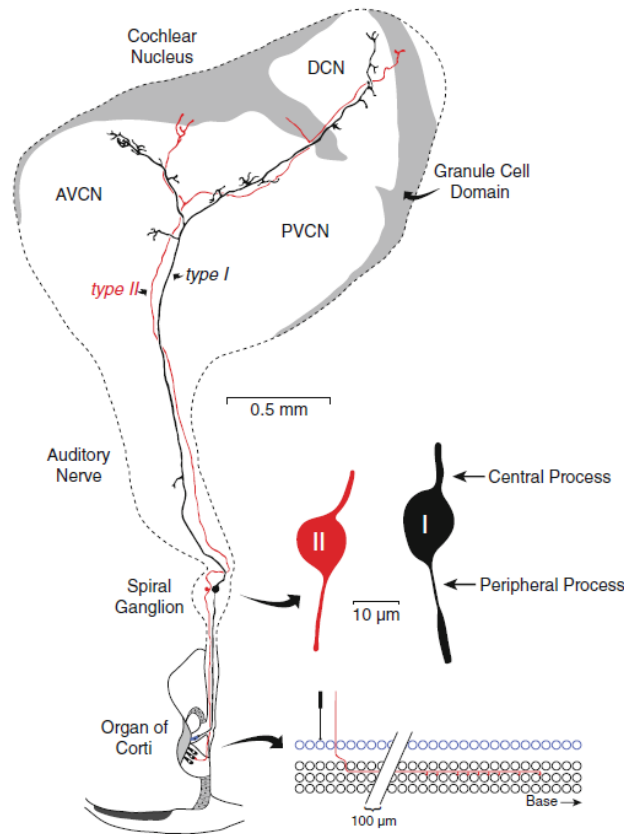 Cochlear
Nucleus
DCN
AVCN
Granule Cell
Domain
PVCN
type I
type II
0.5 mm
Auditory
Nerve
Central Process
II
I
Spiral
Ganglion
10 µm
Peripheral Process
Organ of
Corti
Base
100 µm